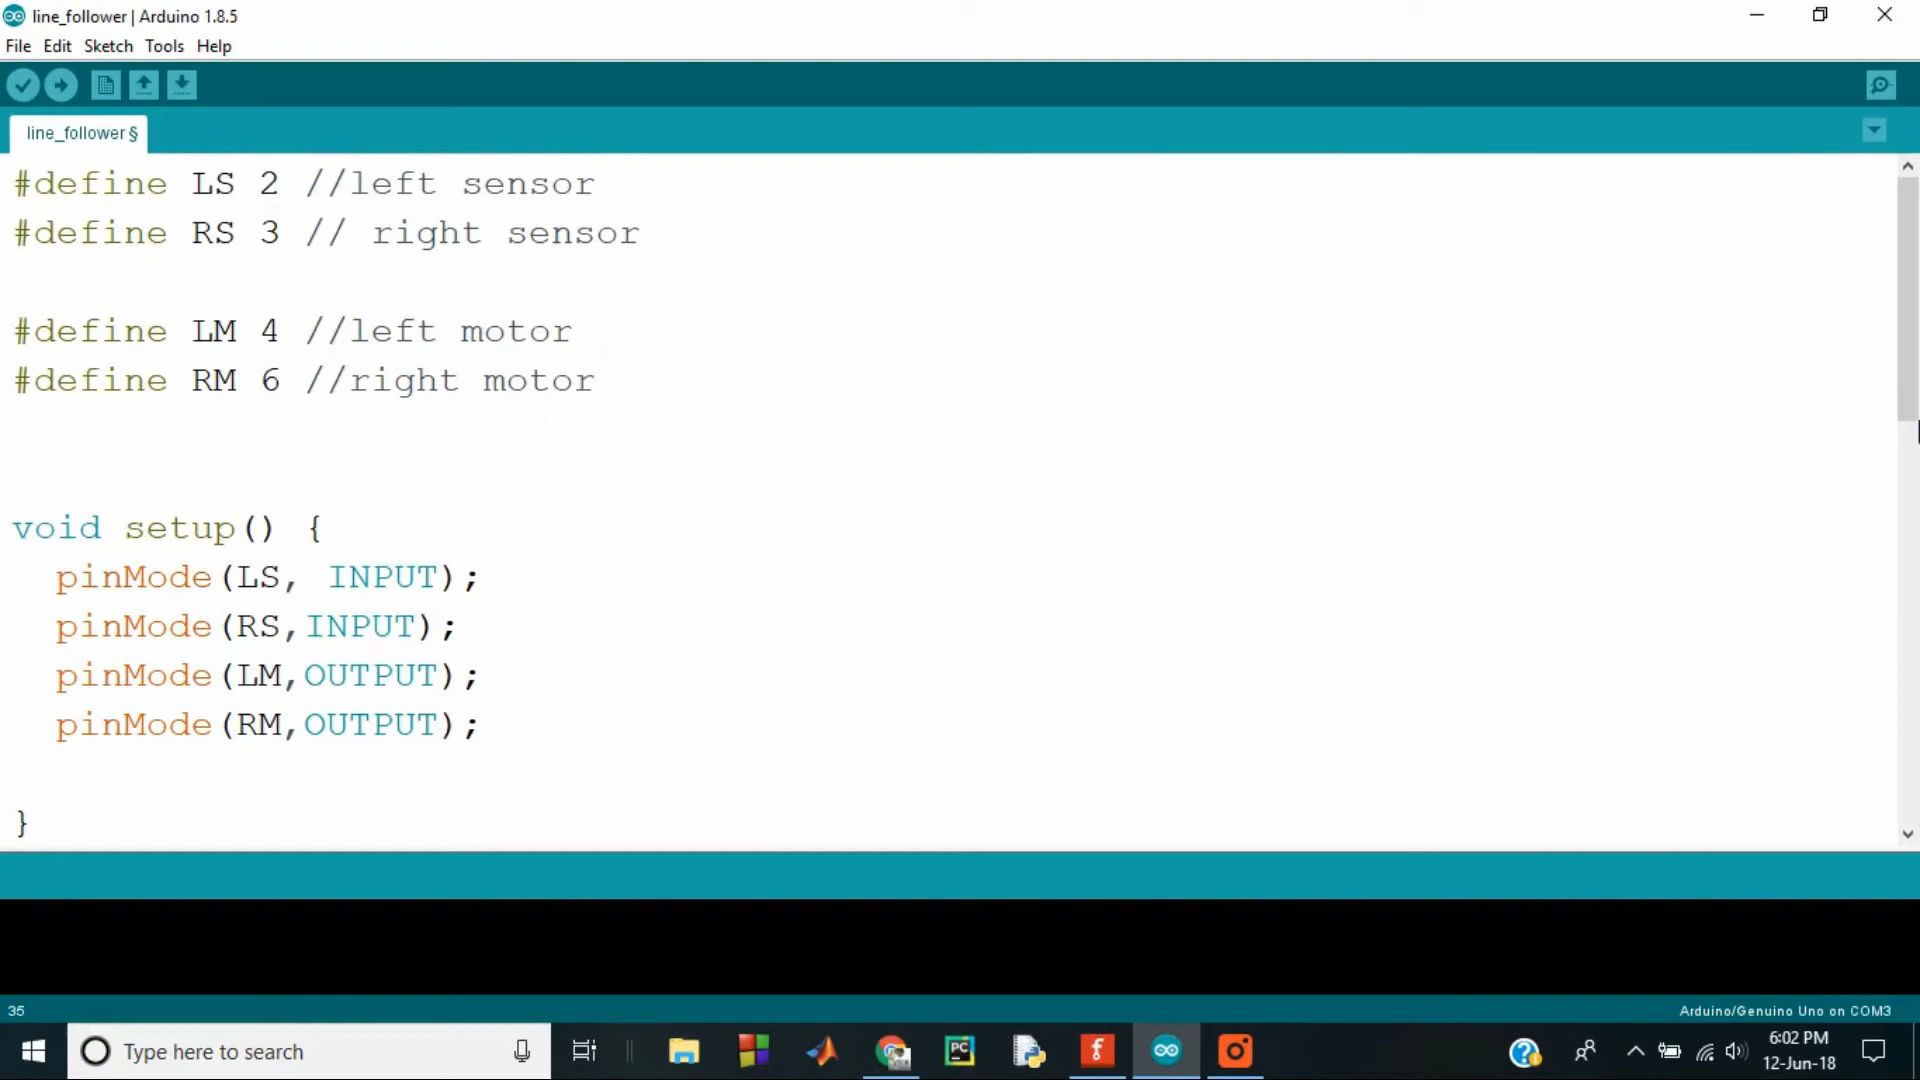 line_follower | Arduino 1.8.5
File Edit Sketch Tools Help
line_follower §
#define LS 2 //left sensor
#define RS 3 // right sensor
#define LM 4 //left motor
#define RM 6 //right motor
void setup() {
pinMode(LS, INPUT);
pinMode(RS,INPUT);
pinMode(LM,OUTPUT);
pinMode(RM,OUTPUT);
}
35
Arduino/Genuino Uno on COM3
Type here to search
PC
6:02 PM
12-Jun-18